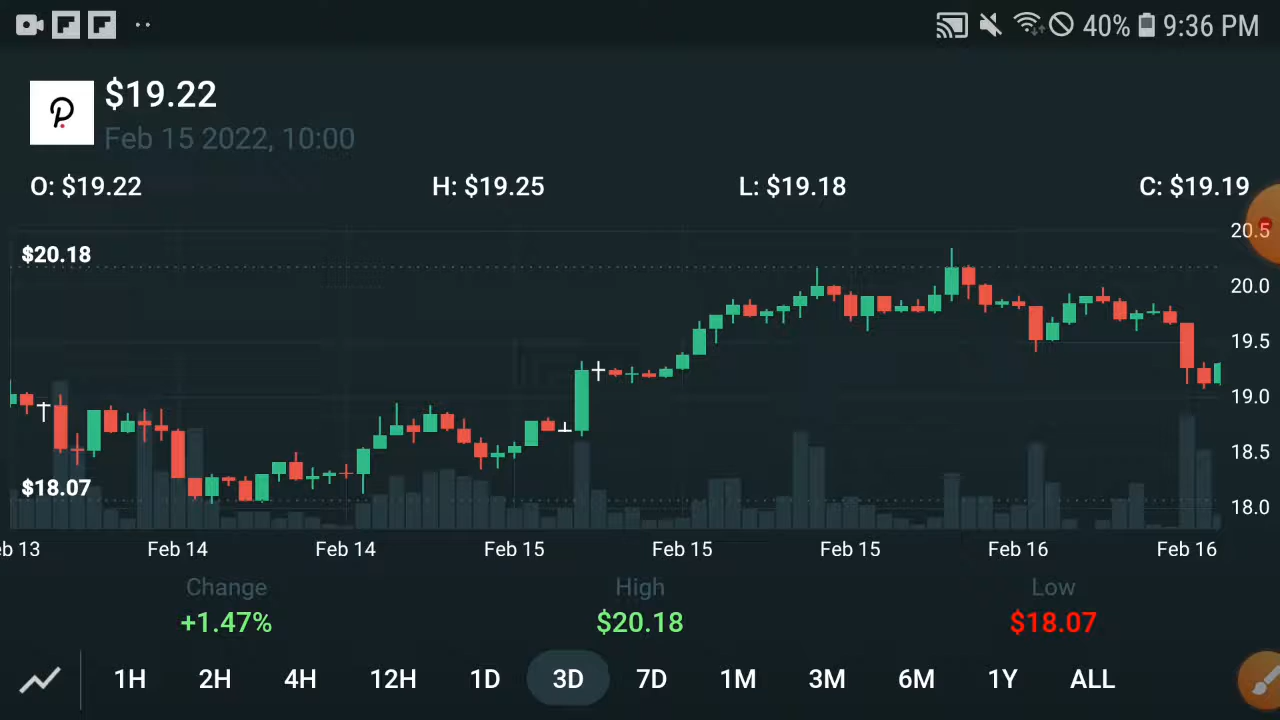 40% 9:36 PM
$19.22
Feb 15 2022, 10:00
O: $19.22 H: $19.25 L: $19.18 C: $19.19
20.5
$20.18
20.0
19.5
19.0
18.5
$18.07
18.0
eb 13 Feb 14 Feb 14 Feb 15 Feb 15 Feb 15 Feb 16 Feb 16
Change High Low
+1.47% $20.18 $18.07
1H 2H 4H 12H 1D 3D 7D 1M 3M 6M 1Y ALL